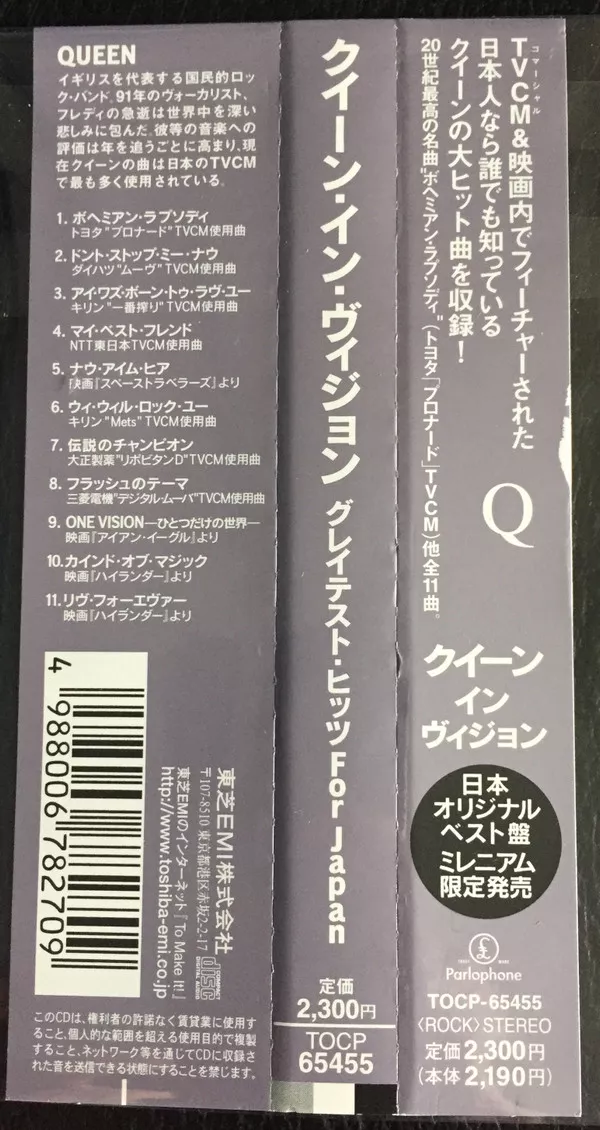 QUEEN
イギリスを代表する国民的ロッ
ク・バンド。91年のヴォーカリスト、
フレディの急逝は世界中を深い
悲しみに包んだ。彼等の音楽への
評価は年を追うごとに高まり、現
在クイーンの曲は日本のTVCM
で最も多く使用されている。
1. ボヘミアン・ラプソディ
トヨタ"プロナード"TVCM使用曲
2. ドント・ストップ・ミー・ナウ
ダイハツ"ムーヴ"TVCM使用曲
3. アイ・ワズ・ボーン・トゥ・ラヴ・ユー
キリン"一番搾り"TVCM使用曲
4. マイ・ベスト・フレンド
NTT東日本TVCM使用曲
5. ナウ・アイム・ヒア
映画『スペーストラベラーズ』より
6. ウィ・ウィル・ロック・ユー
キリン"Mets"TVCM使用曲
7. 伝説のチャンピオン
大正製薬"リポビタンD"TVCM使用曲
8. フラッシュのテーマ
三菱電機"デジタル・ムーバ"TVCM使用曲
9. ONE VISION—ひとつだけの世界—
映画『アイアン・イーグル』より
10. カインド・オブ・マジック
映画『ハイランダー』より
11. リヴ・フォーエヴァー
映画『ハイランダー』より
4 988006 782709
東芝EMI株式会社
〒107-8510 東京都港区赤坂2-2-17
東芝EMIのインターネット『To Make It!』
http://www.toshiba-emi.co.jp
COMPACT
disc
DIGITAL AUDIO
このCDは、権利者の許諾なく賃貸業に使用す
ること、個人的な範囲を超える使用目的で複製
すること、ネットワーク等を通じてCDに収録さ
れた音を送信できる状態にすることを禁じます。
クイーン・イン・ヴィジョン グレイテスト・ヒッツ For Japan
定価
2,300円
TOCP
65455
コマーシャル
TVCM&映画内でフィーチャーされた
日本人なら誰でも知っている
クイーンの大ヒット曲を収録!
20世紀最高の名曲"ボヘミアン・ラプソディ"(トヨタ「プロナード」TVCM)他全11曲。
Q
クイーン
イン
ヴィジョン
日本
オリジナル
ベスト盤
ミレニアム
限定発売
£
TRADE MARK
Parlophone
TOCP-65455
〈ROCK〉STEREO
定価 2,300円
(本体 2,190円)